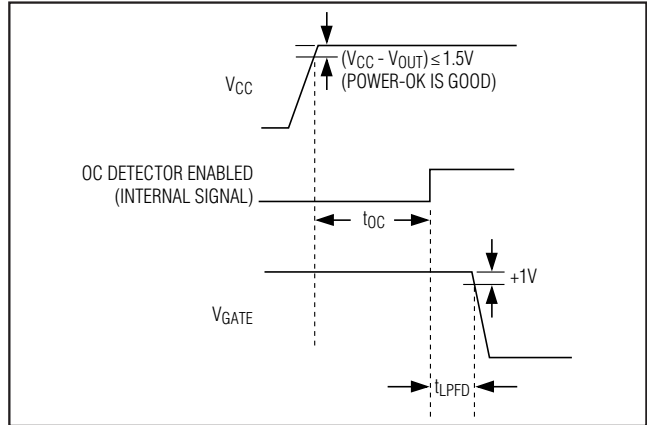 (VCC - VOUT) ≤ 1.5V
(POWER-OK IS GOOD)
VCC
OC DETECTOR ENABLED
(INTERNAL SIGNAL)
tOC
+1V
VGATE
tLPFD